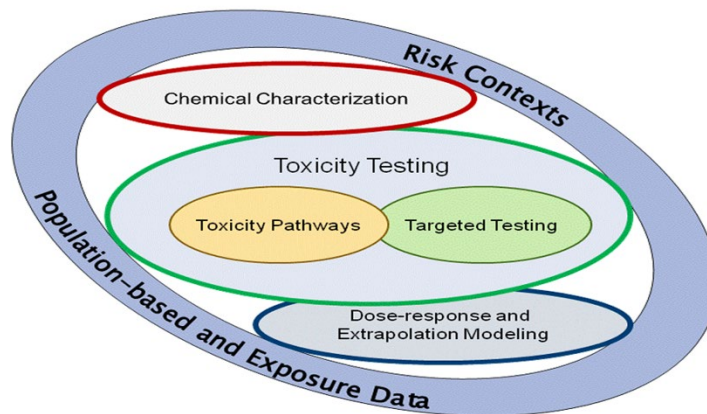 Risk Contexts
Chemical Characterization
Toxicity Testing
Toxicity Pathways
Targeted Testing
Dose-response and
Extrapolation Modeling
Population-based and Exposure Data